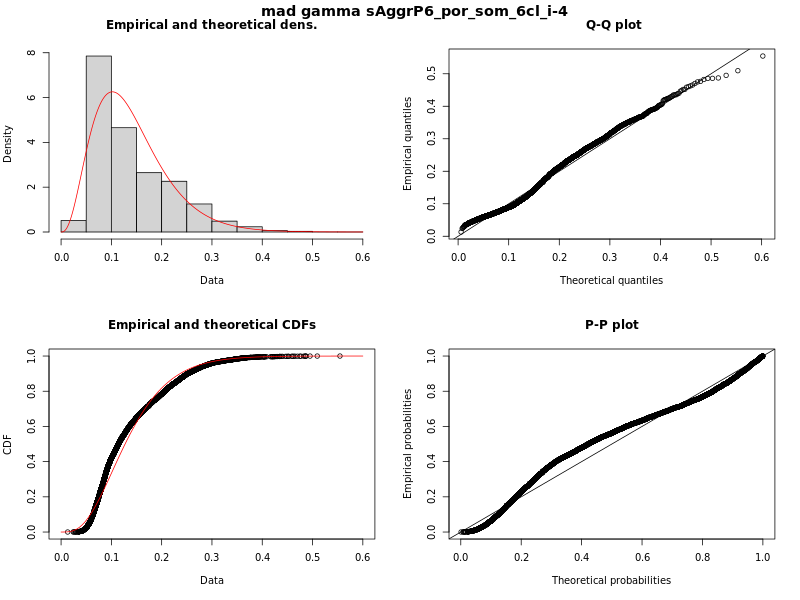 mad gamma sAggrP6_por_som_6cl_i-4
Empirical and theoretical dens.
Density
0 2 4 6 8
0.0 0.1 0.2 0.3 0.4 0.5 0.6
Data
Q-Q plot
Empirical quantiles
0.0 0.1 0.2 0.3 0.4 0.5
0.0 0.1 0.2 0.3 0.4 0.5 0.6
Theoretical quantiles
Empirical and theoretical CDFs
CDF
0.0 0.2 0.4 0.6 0.8 1.0
0.0 0.1 0.2 0.3 0.4 0.5 0.6
Data
P-P plot
Empirical probabilities
0.0 0.2 0.4 0.6 0.8 1.0
0.0 0.2 0.4 0.6 0.8 1.0
Theoretical probabilities